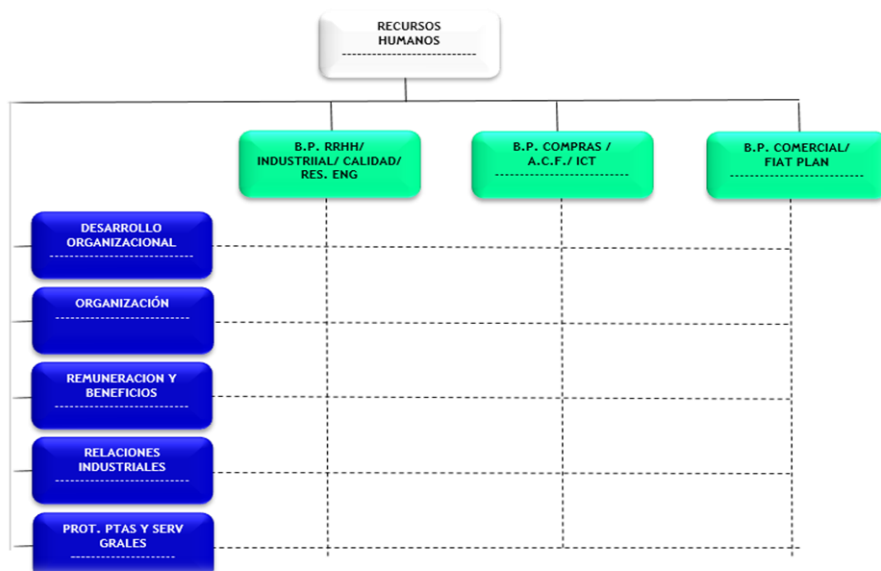 RECURSOS
HUMANOS
B.P. RRHH/
INDUSTRIIAL/ CALIDAD/
RES. ENG
B.P. COMPRAS /
A.C.F./ ICT
B.P. COMERCIAL/
FIAT PLAN
DESARROLLO
ORGANIZACIONAL
ORGANIZACIÓN
REMUNERACION Y
BENEFICIOS
RELACIONES
INDUSTRIALES
PROT. PTAS Y SERV
GRALES